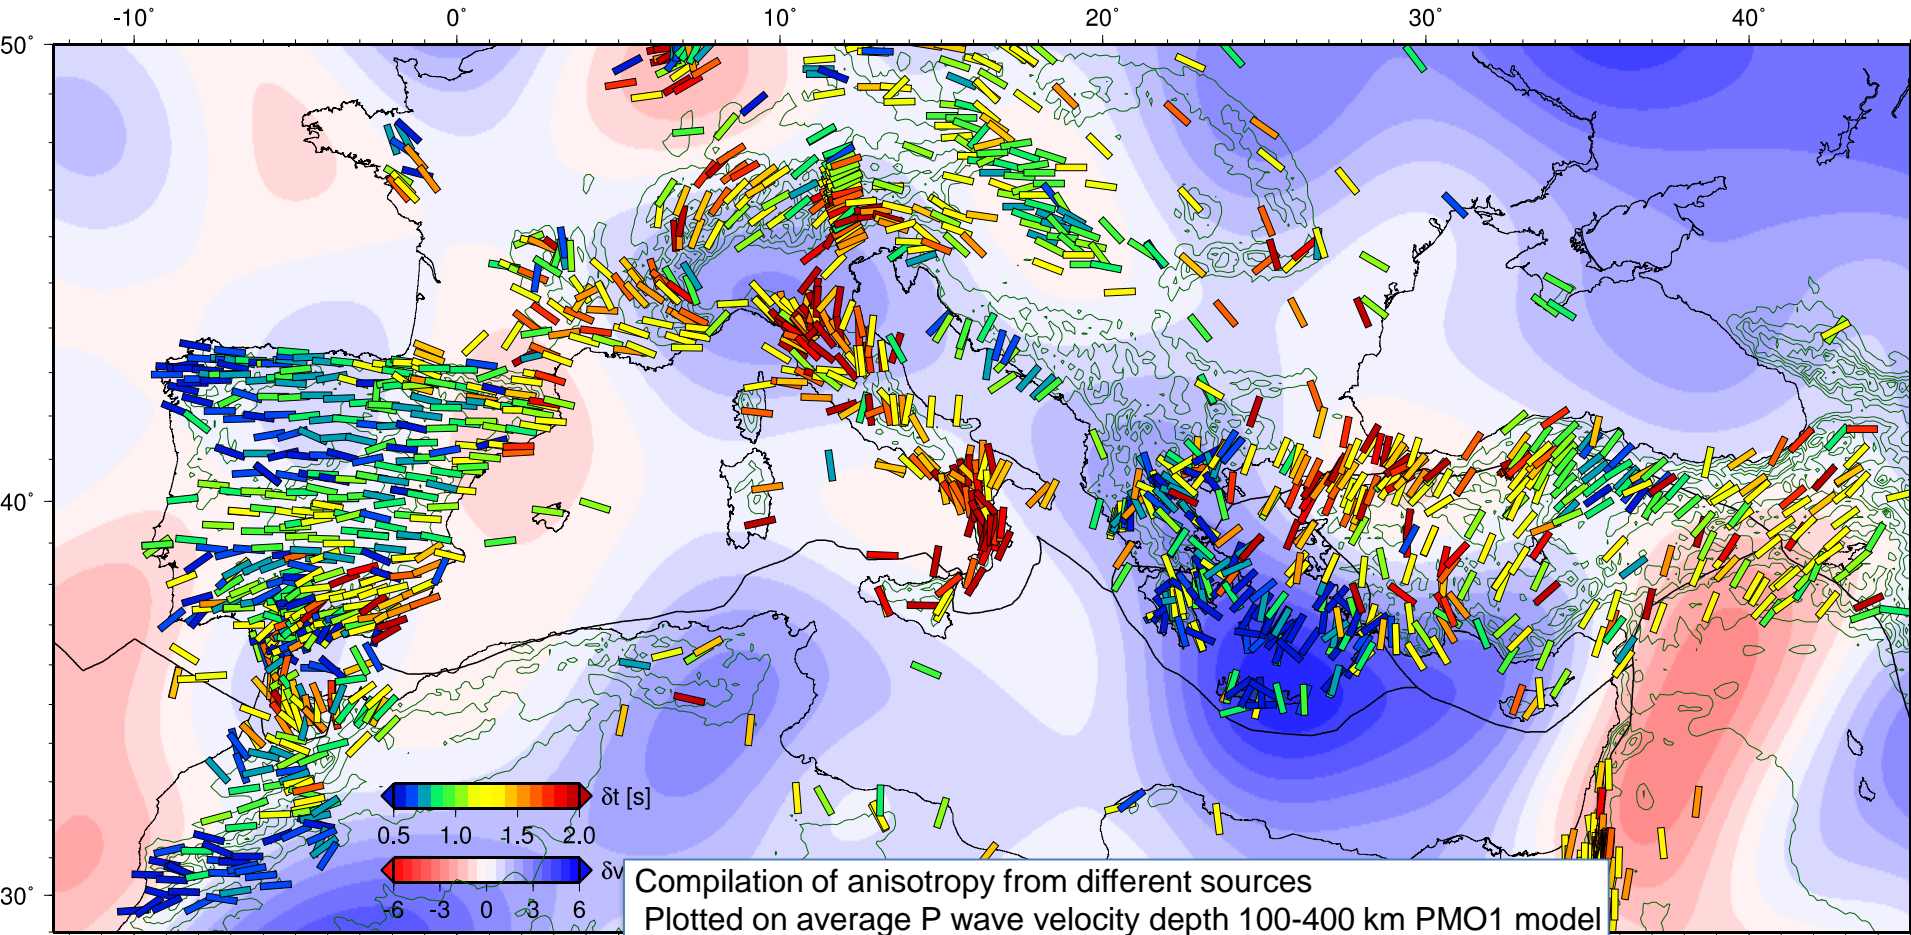 -10° 0° 10° 20° 30° 40°
50°
40°
30°
δt [s]
0.5 1.0 1.5 2.0
δv
-6 -3 0 3 6
Compilation of anisotropy from different sources
Plotted on average P wave velocity depth 100-400 km PMO1 model